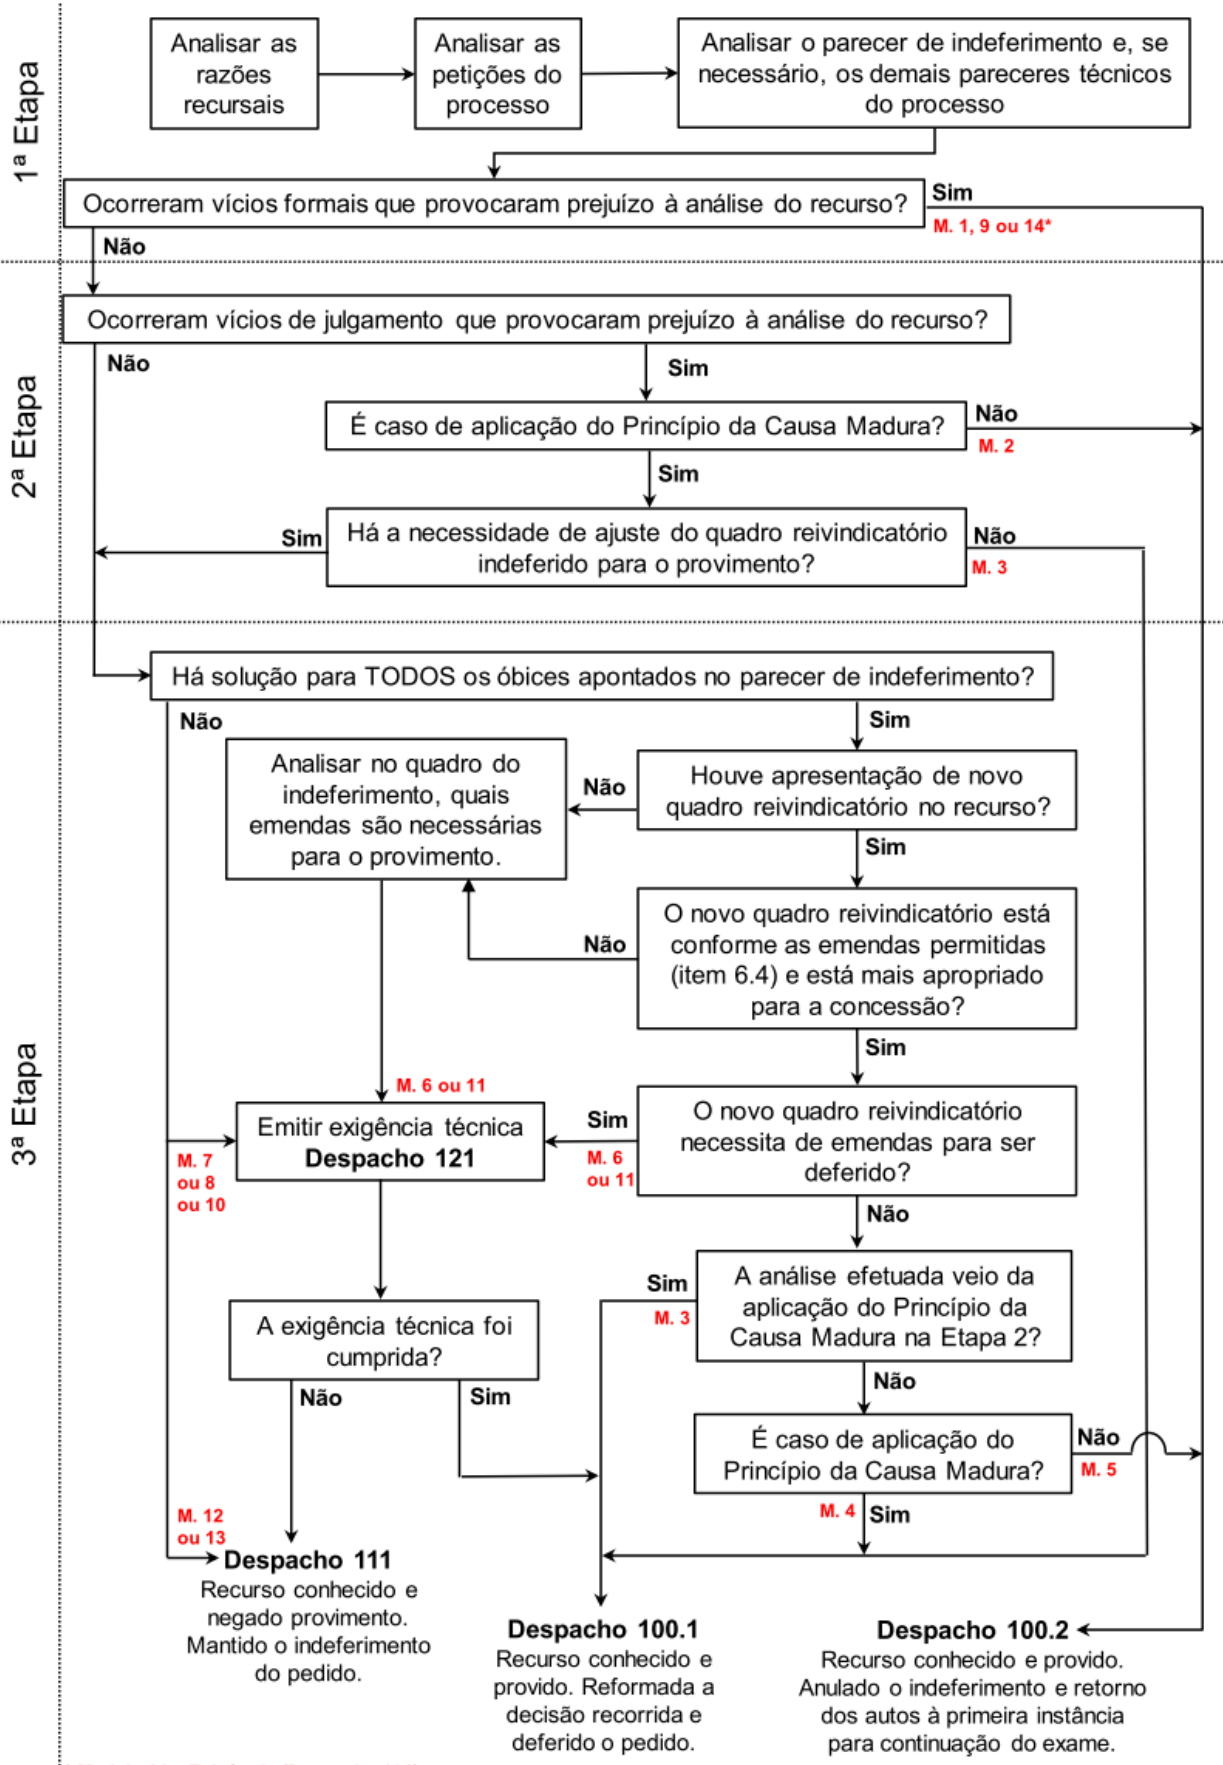 1ª Etapa
Analisar as
razões
recursais
Analisar as
petições do
processo
Analisar o parecer de indeferimento e, se
necessário, os demais pareceres técnicos
do processo
Ocorreram vícios formais que provocaram prejuízo à análise do recurso?
Sim
M. 1, 9 ou 14*
Não
2ª Etapa
Ocorreram vícios de julgamento que provocaram prejuízo à análise do recurso?
Não
Sim
É caso de aplicação do Princípio da Causa Madura?
Não
M. 2
Sim
Há a necessidade de ajuste do quadro reivindicatório
indeferido para o provimento?
Sim
Não
M. 3
3ª Etapa
Há solução para TODOS os óbices apontados no parecer de indeferimento?
Não
Sim
Analisar no quadro do
indeferimento, quais
emendas são necessárias
para o provimento.
Não
Houve apresentação de novo
quadro reivindicatório no recurso?
Sim
O novo quadro reivindicatório está
conforme as emendas permitidas
(item 6.4) e está mais apropriado
para a concessão?
Não
Sim
M. 6 ou 11
Emitir exigência técnica
Despacho 121
Sim
M. 6
ou 11
O novo quadro reivindicatório
necessita de emendas para ser
deferido?
M. 7
ou 8
ou 10
Não
A análise efetuada veio da
aplicação do Princípio da
Causa Madura na Etapa 2?
Sim
M. 3
A exigência técnica foi
cumprida?
Não
Sim
Não
É caso de aplicação do
Princípio da Causa Madura?
Não
M. 5
M. 4
Sim
M. 12
ou 13
Despacho 111
Recurso conhecido e
negado provimento.
Mantido o indeferimento
do pedido.
Despacho 100.1
Recurso conhecido e
provido. Reformada a
decisão recorrida e
deferido o pedido.
Despacho 100.2
Recurso conhecido e provido.
Anulado o indeferimento e retorno
dos autos à primeira instância
para continuação do exame.